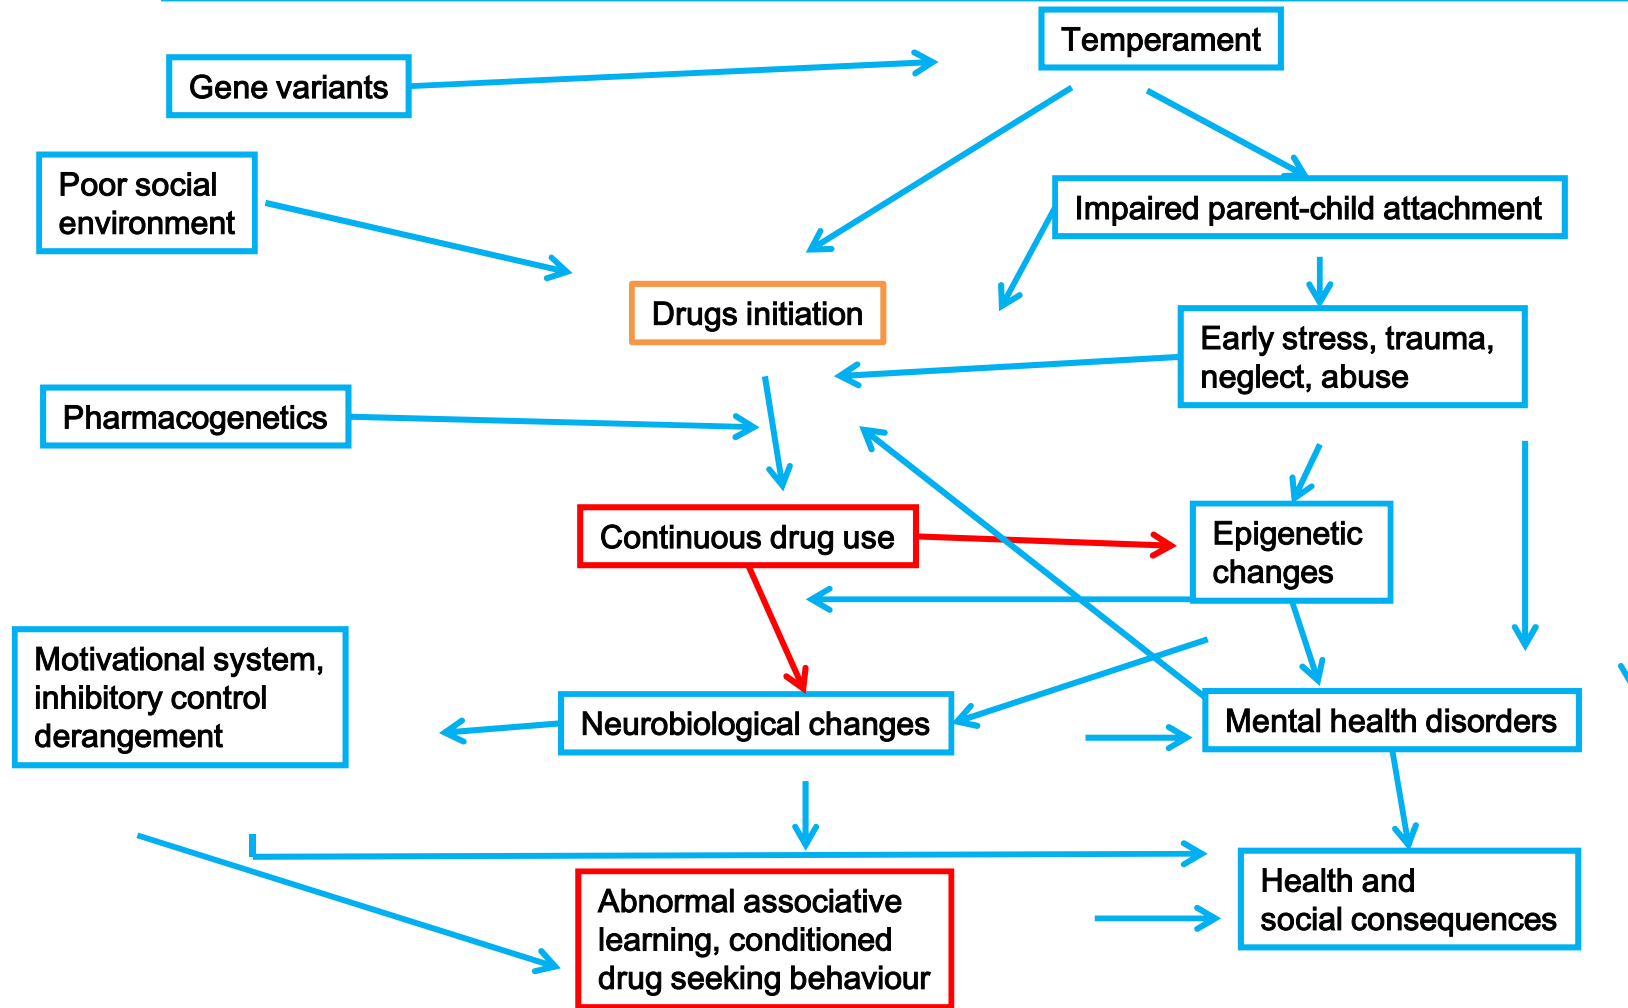 Temperament
Gene variants
Poor social
environment
Impaired parent-child attachment
Drugs initiation
Early stress, trauma,
neglect, abuse
Pharmacogenetics
Continuous drug use
Epigenetic
changes
Motivational system,
inhibitory control
derangement
Neurobiological changes
Mental health disorders
Abnormal associative
learning, conditioned
drug seeking behaviour
Health and
social consequences